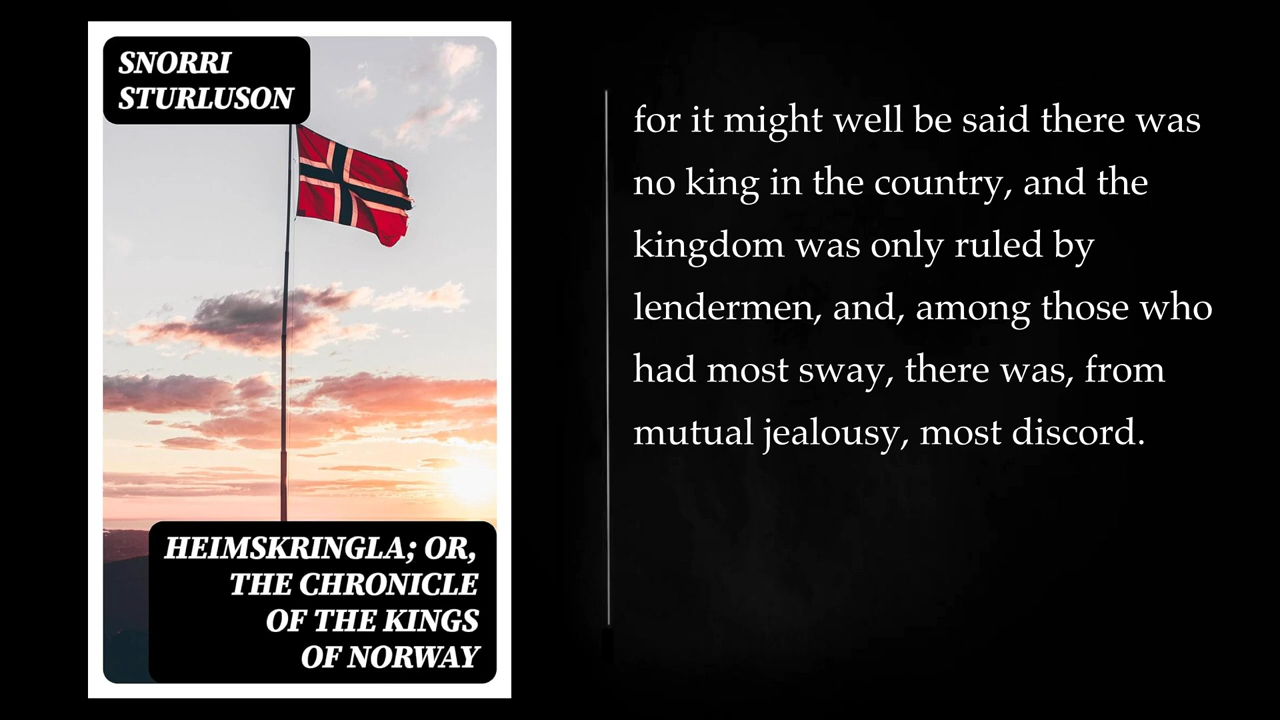 SNORRI
STURLUSON
HEIMSKRINGLA; OR,
THE CHRONICLE
OF THE KINGS
OF NORWAY
for it might well be said there was
no king in the country, and the
kingdom was only ruled by
lendermen, and, among those who
had most sway, there was, from
mutual jealousy, most discord.